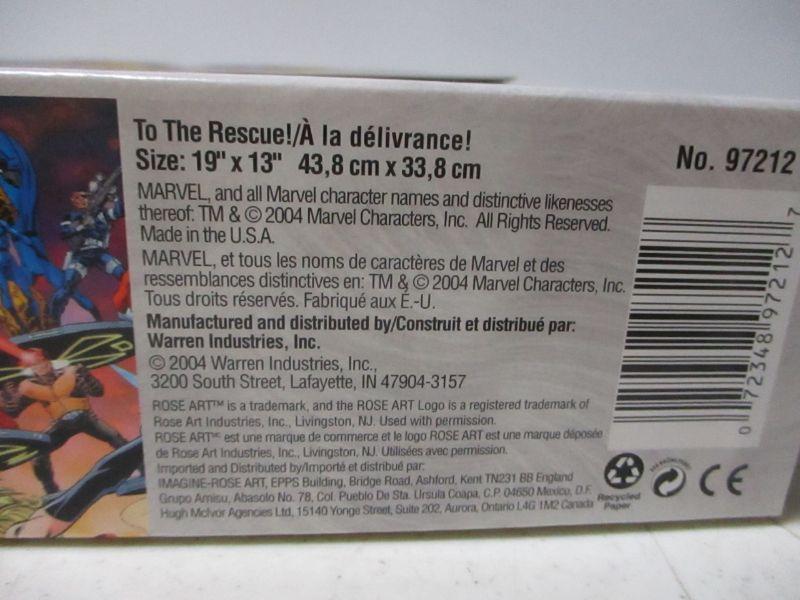 To The Rescue!/À la délivrance!
Size: 19" x 13" 43,8 cm x 33,8 cm
No. 97212
MARVEL, and all Marvel character names and distinctive likenesses
thereof: TM & © 2004 Marvel Characters, Inc. All Rights Reserved.
Made in the U.S.A.
MARVEL, et tous les noms de caractères de Marvel et des
ressemblances distinctives en: TM & © 2004 Marvel Characters, Inc.
Tous droits réservés. Fabriqué aux É.-U.
Manufactured and distributed by/Construit et distribué par:
Warren Industries, Inc.
© 2004 Warren Industries, Inc.,
3200 South Street, Lafayette, IN 47904-3157
ROSE ART™ is a trademark, and the ROSE ART Logo is a registered trademark of
Rose Art Industries, Inc., Livingston, NJ. Used with permission.
ROSE ARTᴹᶜ est une marque de commerce et le logo ROSE ART est une marque déposée
de Rose Art Industries, Inc., Livingston, NJ. Utilisées avec permission.
Imported and Distributed by/Importé et distribué par:
IMAGINE-ROSE ART, EPPS Building, Bridge Road, Ashford, Kent TN231 BB England
Grupo Amisu, Abasolo No. 78, Col. Pueblo De Sta. Ursula Coapa, C.P. 04650 Mexico, D.F.
Hugh McIvor Agencies Ltd, 15140 Yonge Street, Suite 202, Aurora, Ontario L4G 1M2 Canada
0 72348 97212 7
Recycled
Paper
CE